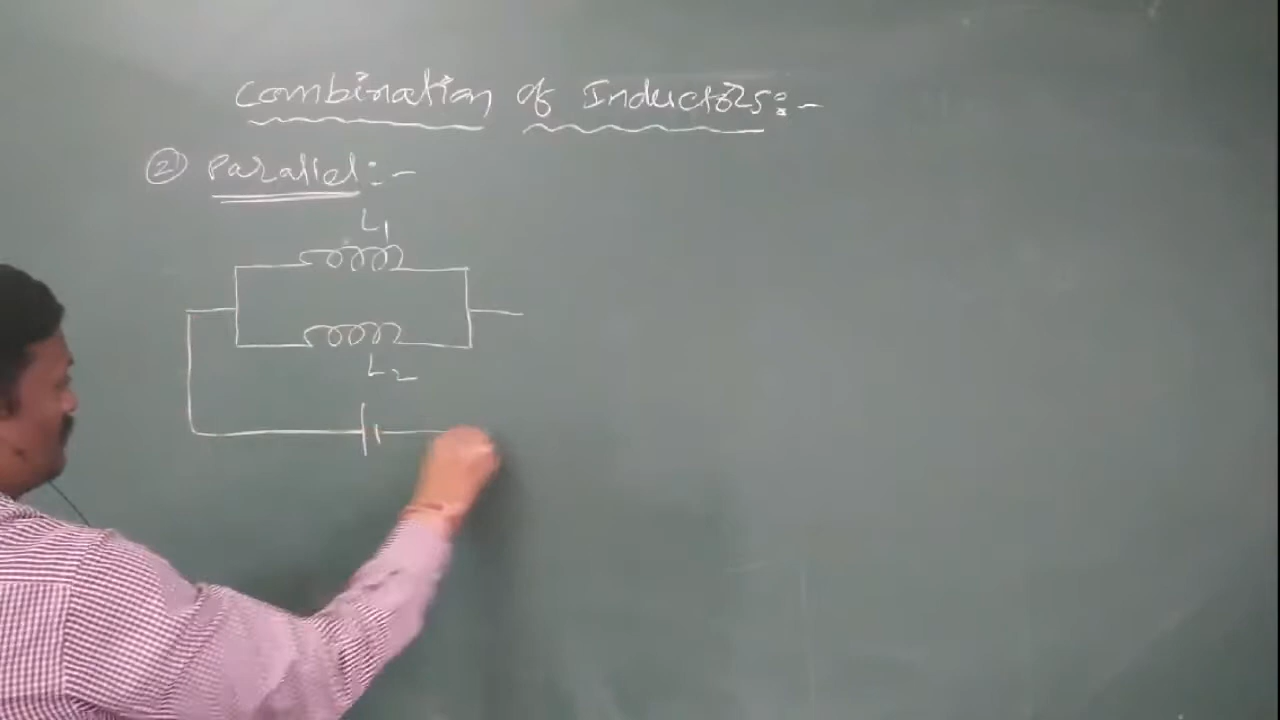 Combination of Inductors:-
② Parallel:-
L1
L2